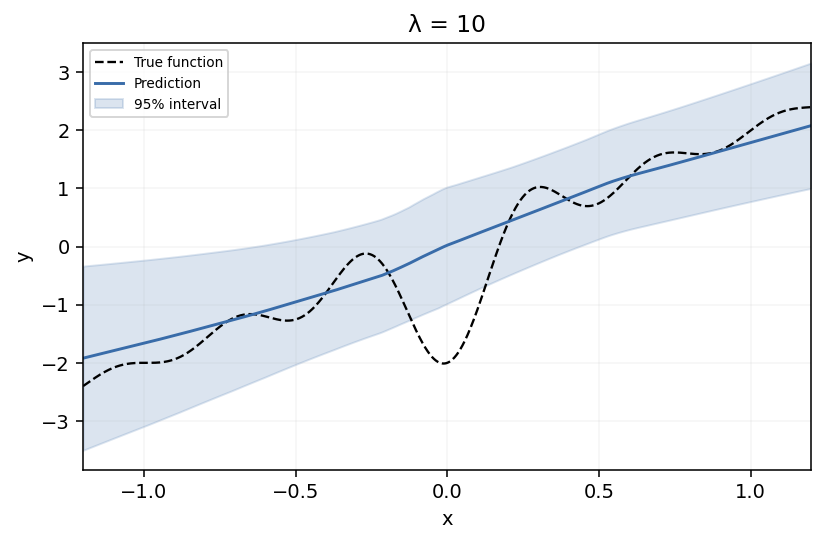 λ = 10
True function
Prediction
95% interval
3
2
1
0
−1
−2
−3
y
−1.0 −0.5 0.0 0.5 1.0
x